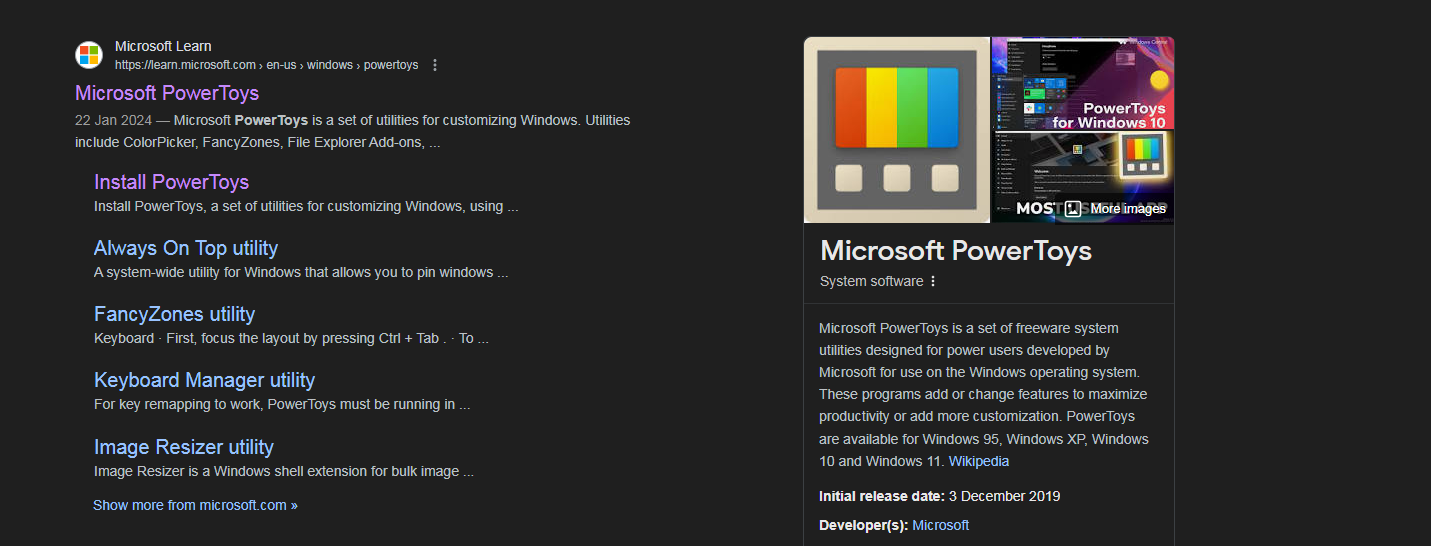 Microsoft Learn
https://learn.microsoft.com › en-us › windows › powertoys
Microsoft PowerToys
22 Jan 2024 — Microsoft PowerToys is a set of utilities for customizing Windows. Utilities
include ColorPicker, FancyZones, File Explorer Add-ons, ...
Install PowerToys
Install PowerToys, a set of utilities for customizing Windows, using ...
Always On Top utility
A system-wide utility for Windows that allows you to pin windows ...
FancyZones utility
Keyboard · First, focus the layout by pressing Ctrl + Tab . · To ...
Keyboard Manager utility
For key remapping to work, PowerToys must be running in ...
Image Resizer utility
Image Resizer is a Windows shell extension for bulk image ...
Show more from microsoft.com »
Windows Central
PowerToys
for Windows 10
Welcome
MOST
More images
Microsoft PowerToys
System software
Microsoft PowerToys is a set of freeware system
utilities designed for power users developed by
Microsoft for use on the Windows operating system.
These programs add or change features to maximize
productivity or add more customization. PowerToys
are available for Windows 95, Windows XP, Windows
10 and Windows 11. Wikipedia
Initial release date: 3 December 2019
Developer(s): Microsoft